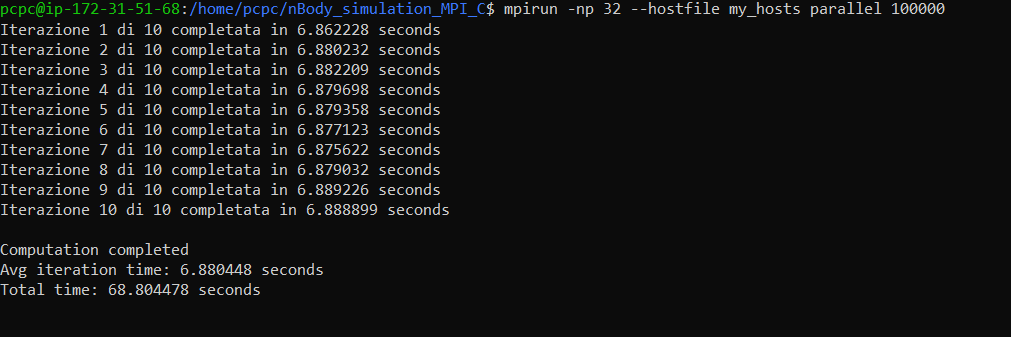 pcpc@ip-172-31-51-68:/home/pcpc/nBody_simulation_MPI_C$ mpirun -np 32 --hostfile my_hosts parallel 100000
Iterazione 1 di 10 completata in 6.862228 seconds
Iterazione 2 di 10 completata in 6.880232 seconds
Iterazione 3 di 10 completata in 6.882209 seconds
Iterazione 4 di 10 completata in 6.879698 seconds
Iterazione 5 di 10 completata in 6.879358 seconds
Iterazione 6 di 10 completata in 6.877123 seconds
Iterazione 7 di 10 completata in 6.875622 seconds
Iterazione 8 di 10 completata in 6.879032 seconds
Iterazione 9 di 10 completata in 6.889226 seconds
Iterazione 10 di 10 completata in 6.888899 seconds

Computation completed
Avg iteration time: 6.880448 seconds
Total time: 68.804478 seconds